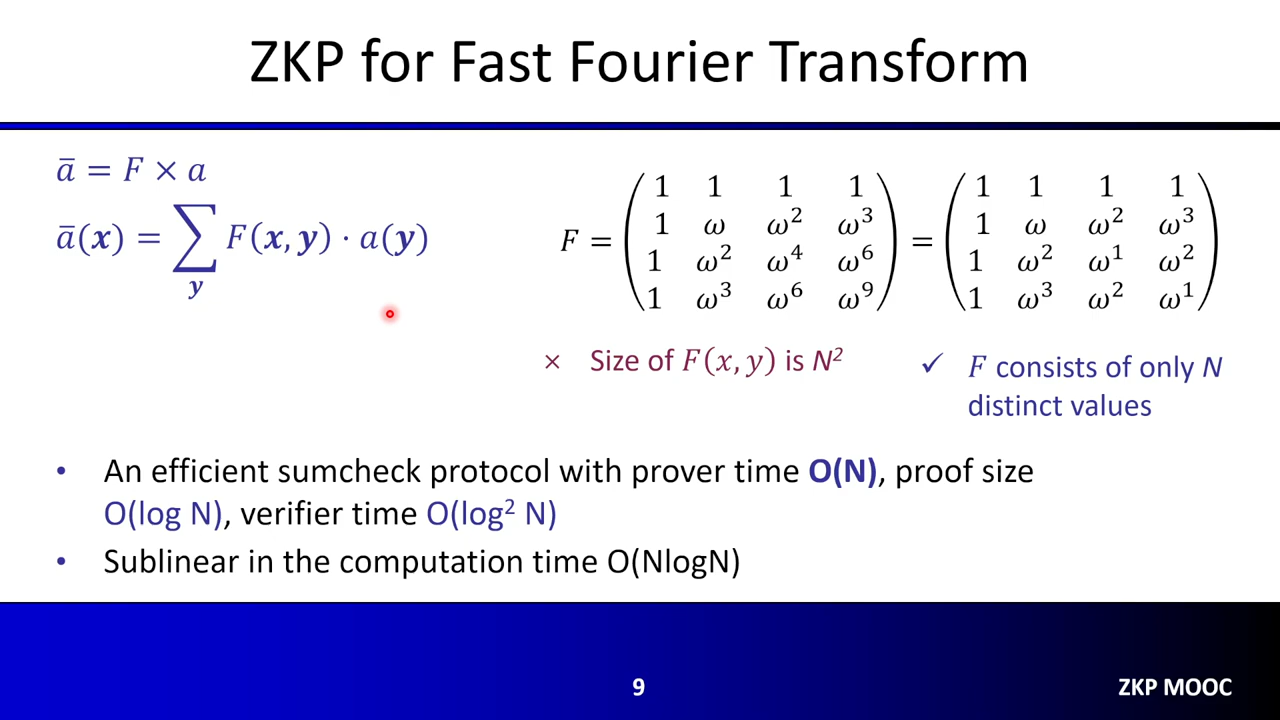 ZKP for Fast Fourier Transform
ā = F × a
ā(x) = ∑ F(x, y) · a(y)
y
F = ( 1 1 1 1 ) = ( 1 1 1 1 )
( 1 ω ω² ω³ ) ( 1 ω ω² ω³ )
( 1 ω² ω⁴ ω⁶ ) ( 1 ω² ω¹ ω² )
( 1 ω³ ω⁶ ω⁹ ) ( 1 ω³ ω² ω¹ )
× Size of F(x, y) is N²
✓ F consists of only N
distinct values
• An efficient sumcheck protocol with prover time O(N), proof size
O(log N), verifier time O(log² N)
• Sublinear in the computation time O(NlogN)
9
ZKP MOOC